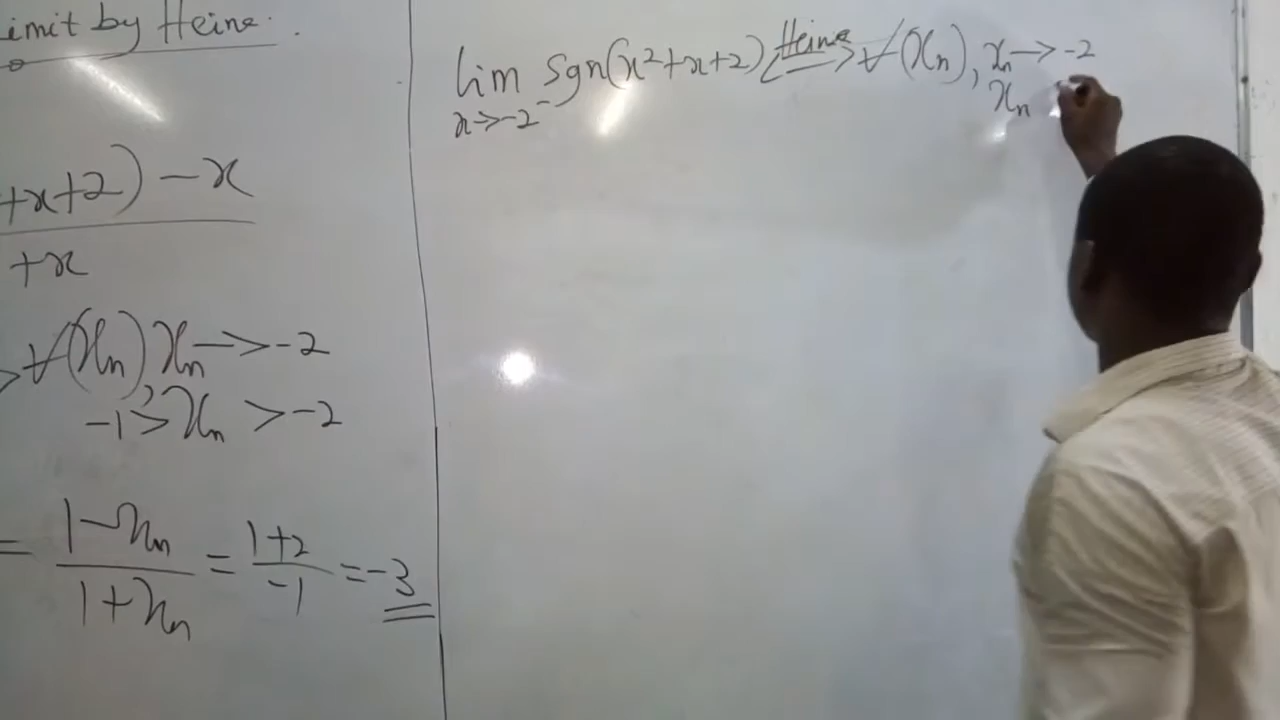 imit by Heine.
+x+2) - x
+x
> ∀(xₙ), xₙ -> -2
-1 > xₙ > -2
= 1-xₙ / 1+xₙ = 1+2 / -1 = -3
lim sgn(x²+x+2) <=Heine=> ∀(xₙ), xₙ -> -2
x->-2⁻ xₙ